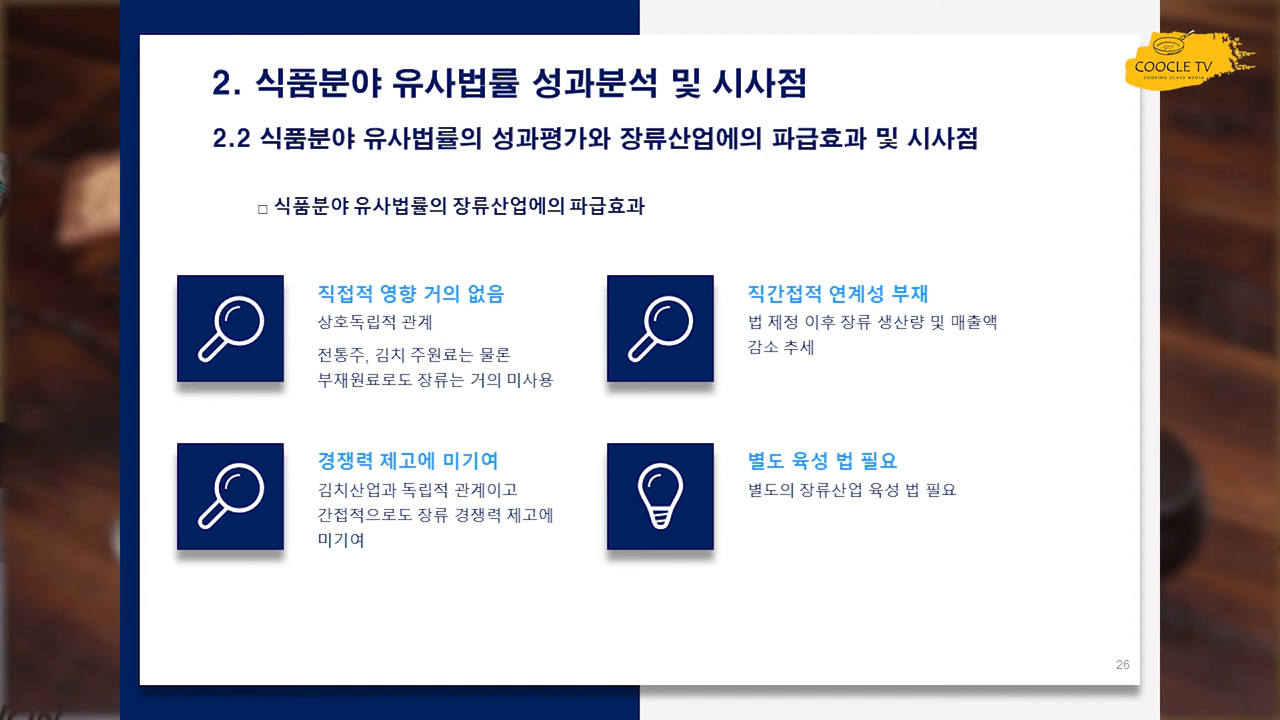 COOCLE TV
COOKING CLASS MEDIA
2. 식품분야 유사법률 성과분석 및 시사점
2.2 식품분야 유사법률의 성과평가와 장류산업에의 파급효과 및 시사점
□ 식품분야 유사법률의 장류산업에의 파급효과
직접적 영향 거의 없음
상호독립적 관계
전통주, 김치 주원료는 물론
부재원료로도 장류는 거의 미사용
직간접적 연계성 부재
법 제정 이후 장류 생산량 및 매출액
감소 추세
경쟁력 제고에 미기여
김치산업과 독립적 관계이고
간접적으로도 장류 경쟁력 제고에
미기여
별도 육성 법 필요
별도의 장류산업 육성 법 필요
26